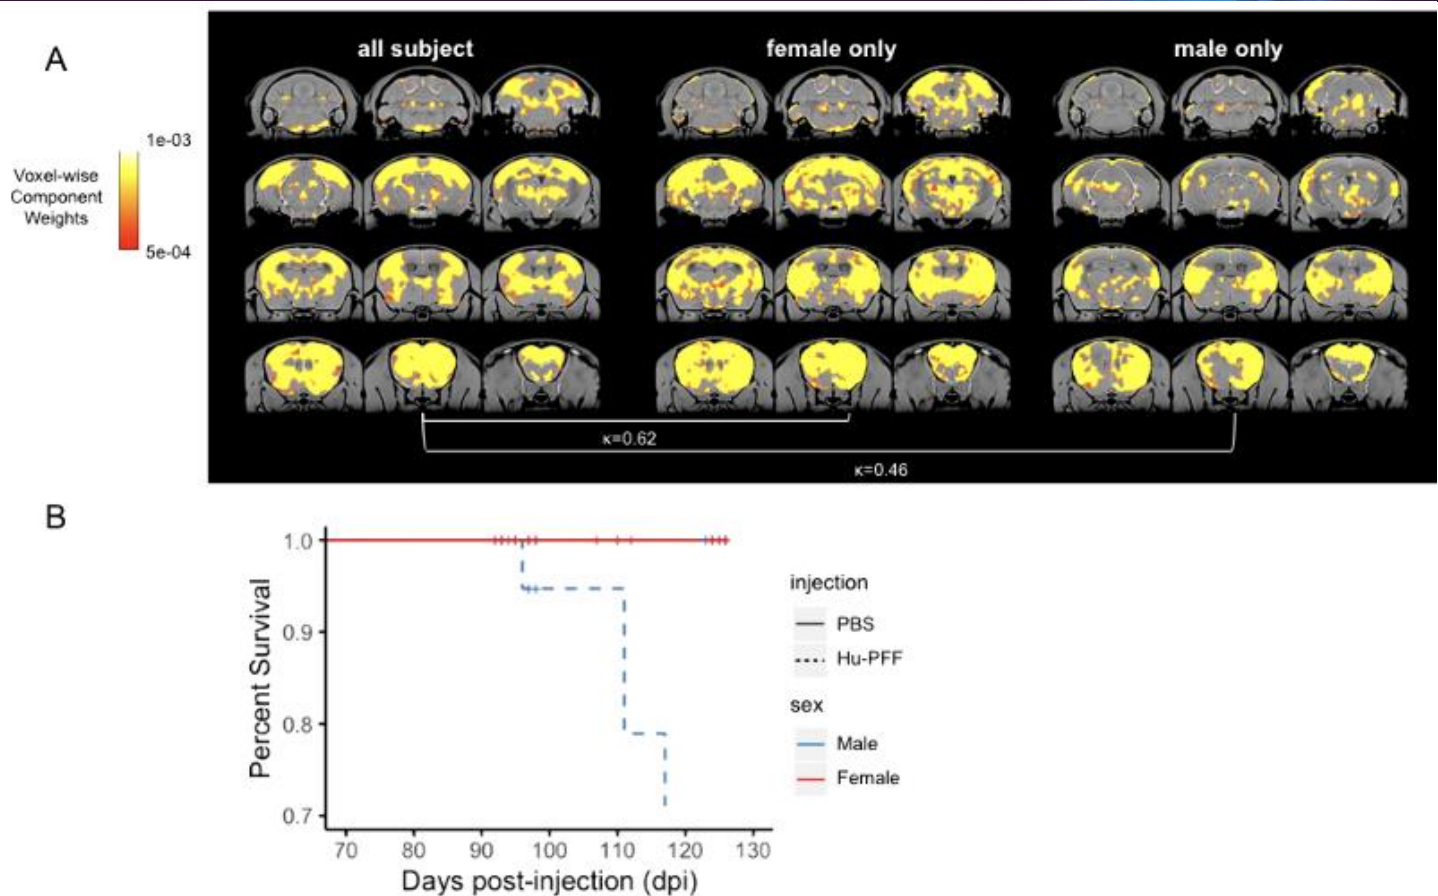 A
all subject
female only
male only
1e-03
Voxel-wise
Component
Weights
5e-04
κ=0.62
κ=0.46
B
Percent Survival
1.0
0.9
0.8
0.7
70 80 90 100 110 120 130
Days post-injection (dpi)
injection
PBS
Hu-PFF
sex
Male
Female